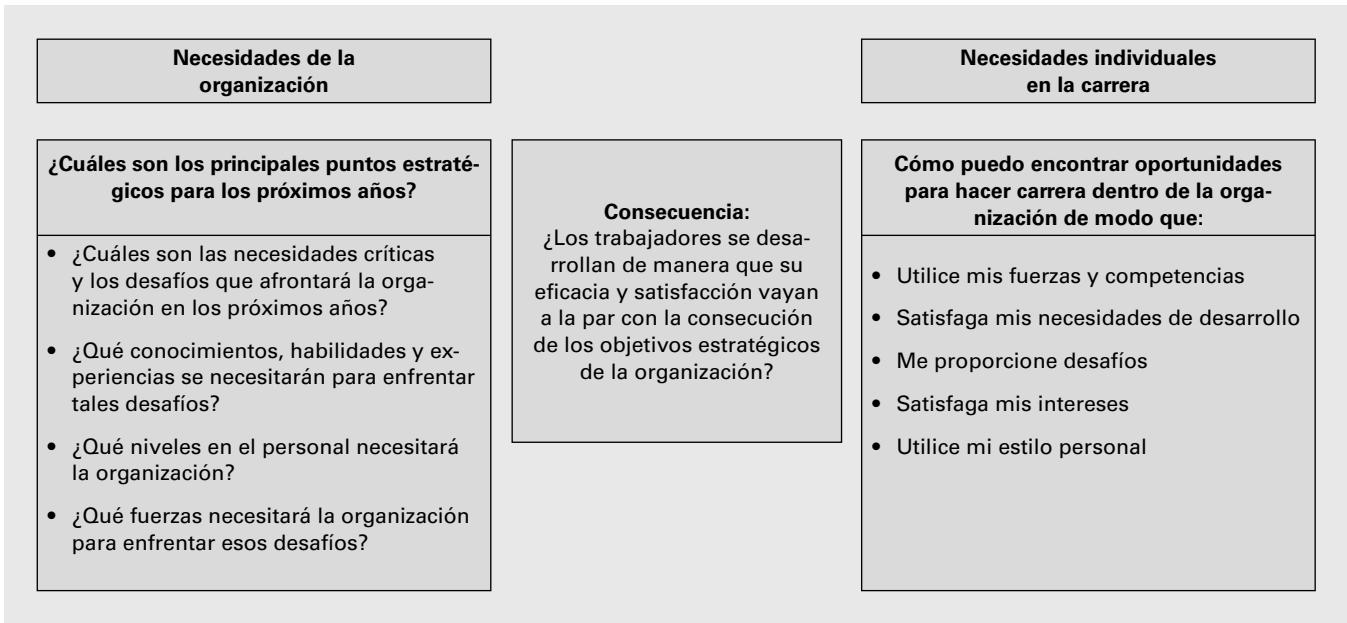 Necesidades de la
organización
Necesidades individuales
en la carrera
¿Cuáles son los principales puntos estraté-
gicos para los próximos años?
• ¿Cuáles son las necesidades críticas
y los desafíos que afrontará la orga-
nización en los próximos años?
• ¿Qué conocimientos, habilidades y ex-
periencias se necesitarán para enfrentar
tales desafíos?
• ¿Qué niveles en el personal necesitará
la organización?
• ¿Qué fuerzas necesitará la organización
para enfrentar esos desafíos?
Consecuencia:
¿Los trabajadores se desa-
rrollan de manera que su
eficacia y satisfacción vayan
a la par con la consecución
de los objetivos estratégicos
de la organización?
Cómo puedo encontrar oportunidades
para hacer carrera dentro de la orga-
nización de modo que:
• Utilice mis fuerzas y competencias
• Satisfaga mis necesidades de desarrollo
• Me proporcione desafíos
• Satisfaga mis intereses
• Utilice mi estilo personal